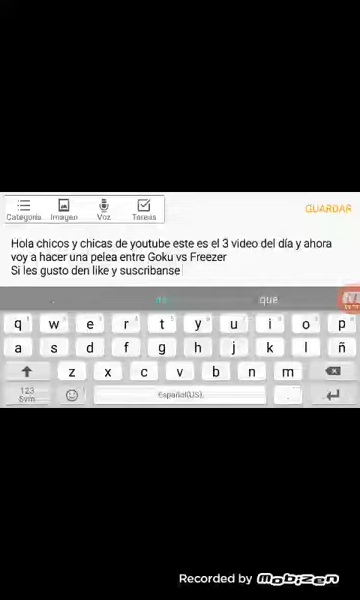 Categoría Imagen Voz Tareas
GUARDAR
Hola chicos y chicas de youtube este es el 3 video del día y ahora
voy a hacer una pelea entre Goku vs Freezer
Si les gusto den like y suscribanse
. no que
q w e r t y u i o p
a s d f g h j k l ñ
z x c v b n m
123
Sym Español(US) .
Recorded by Mobizen